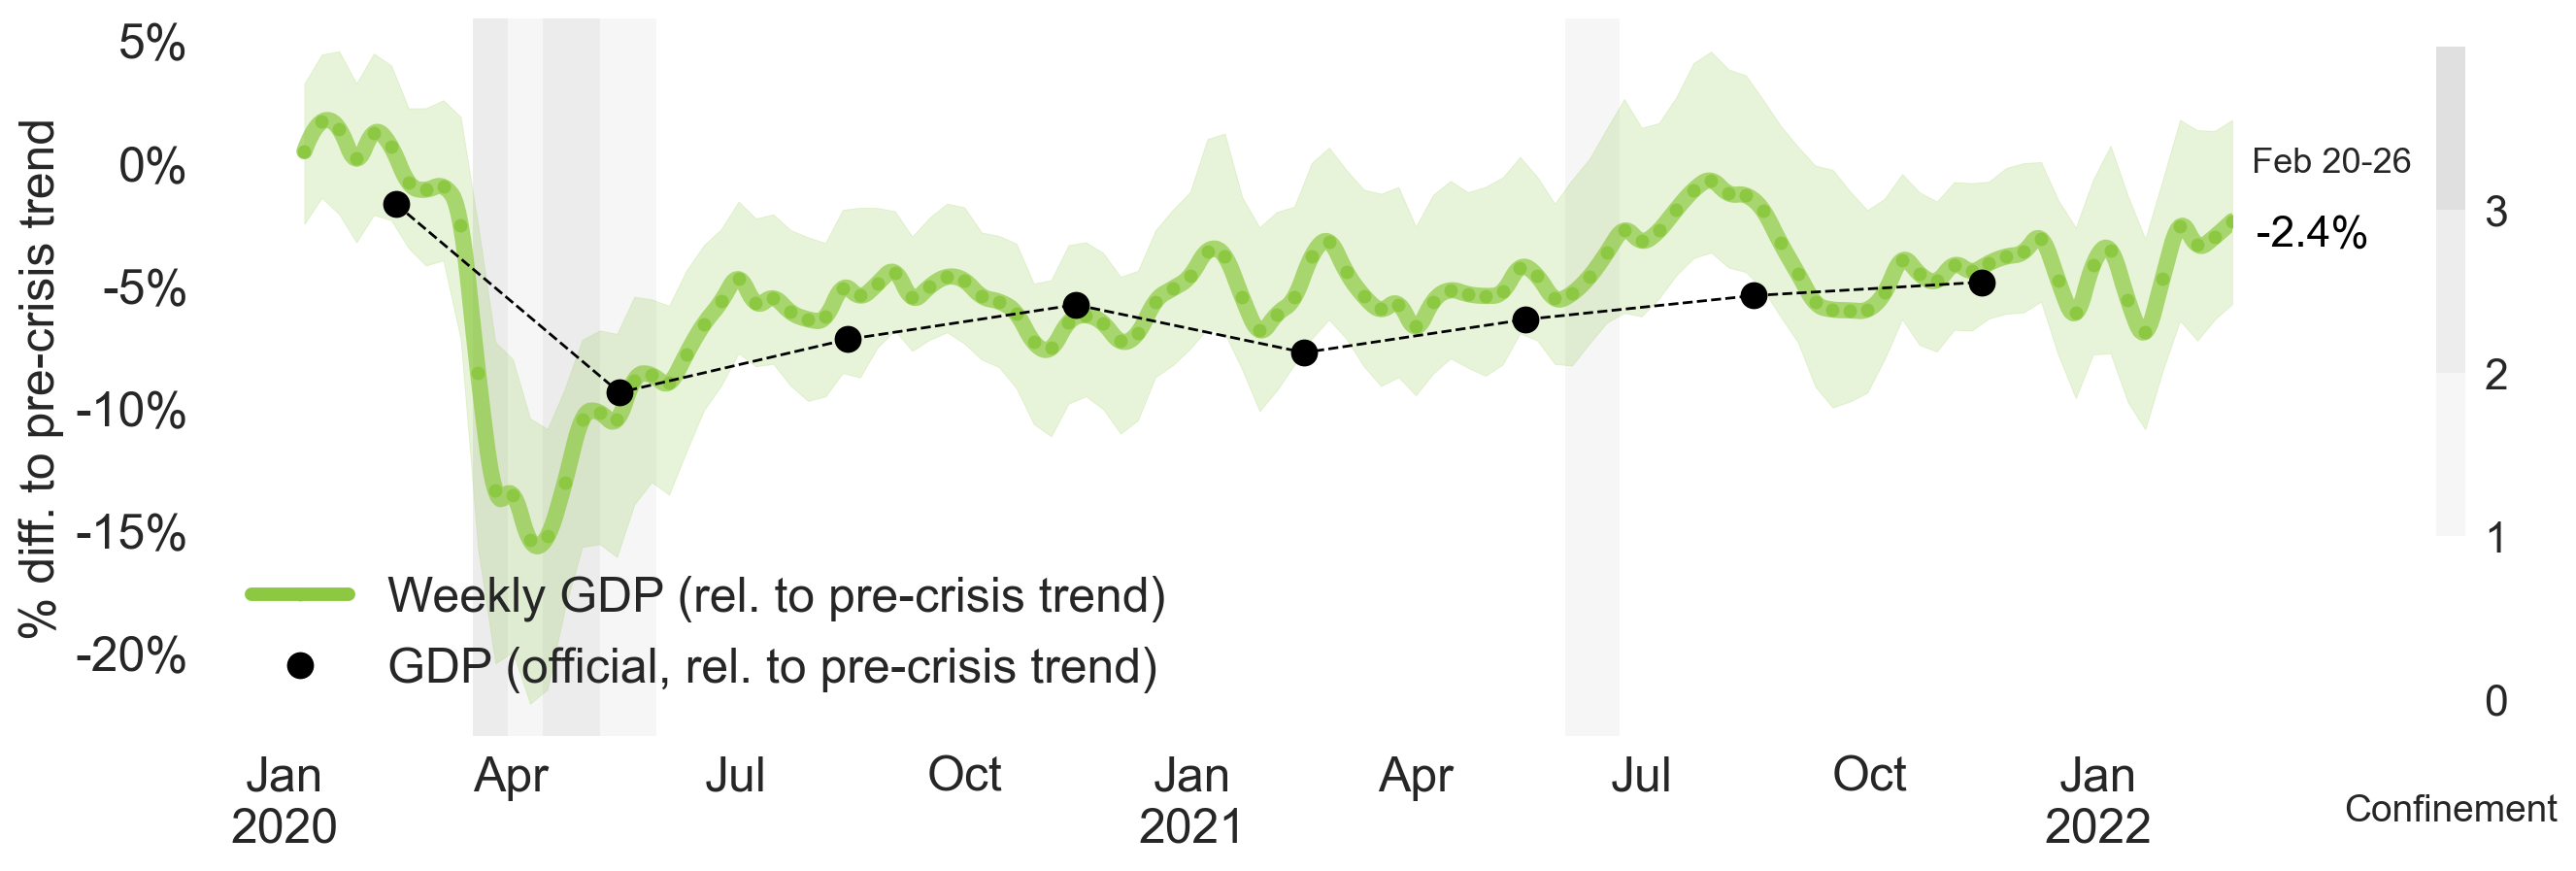 % diff. to pre-crisis trend
5%
0%
-5%
-10%
-15%
-20%
Weekly GDP (rel. to pre-crisis trend)
GDP (official, rel. to pre-crisis trend)
Jan
2020
Apr
Jul
Oct
Jan
2021
Apr
Jul
Oct
Jan
2022
Feb 20-26
-2.4%
3
2
1
0
Confinement